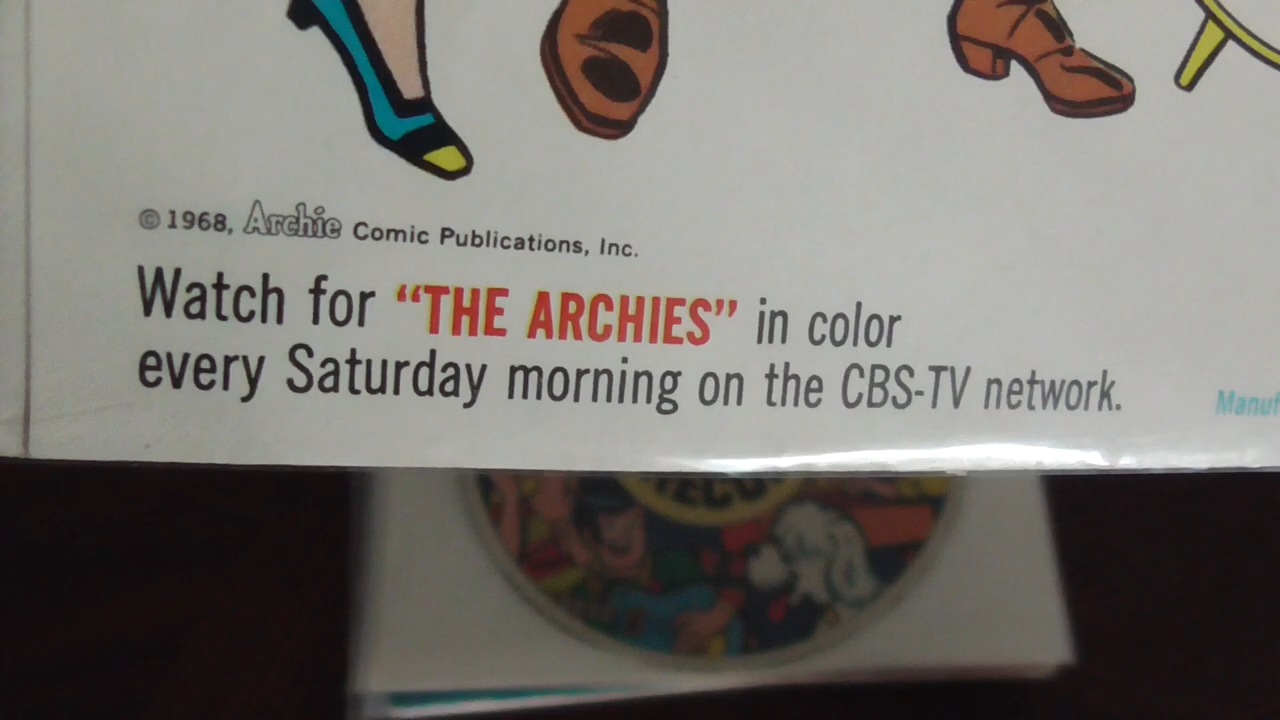 © 1968, Archie Comic Publications, Inc.
Watch for “THE ARCHIES” in color
every Saturday morning on the CBS-TV network.